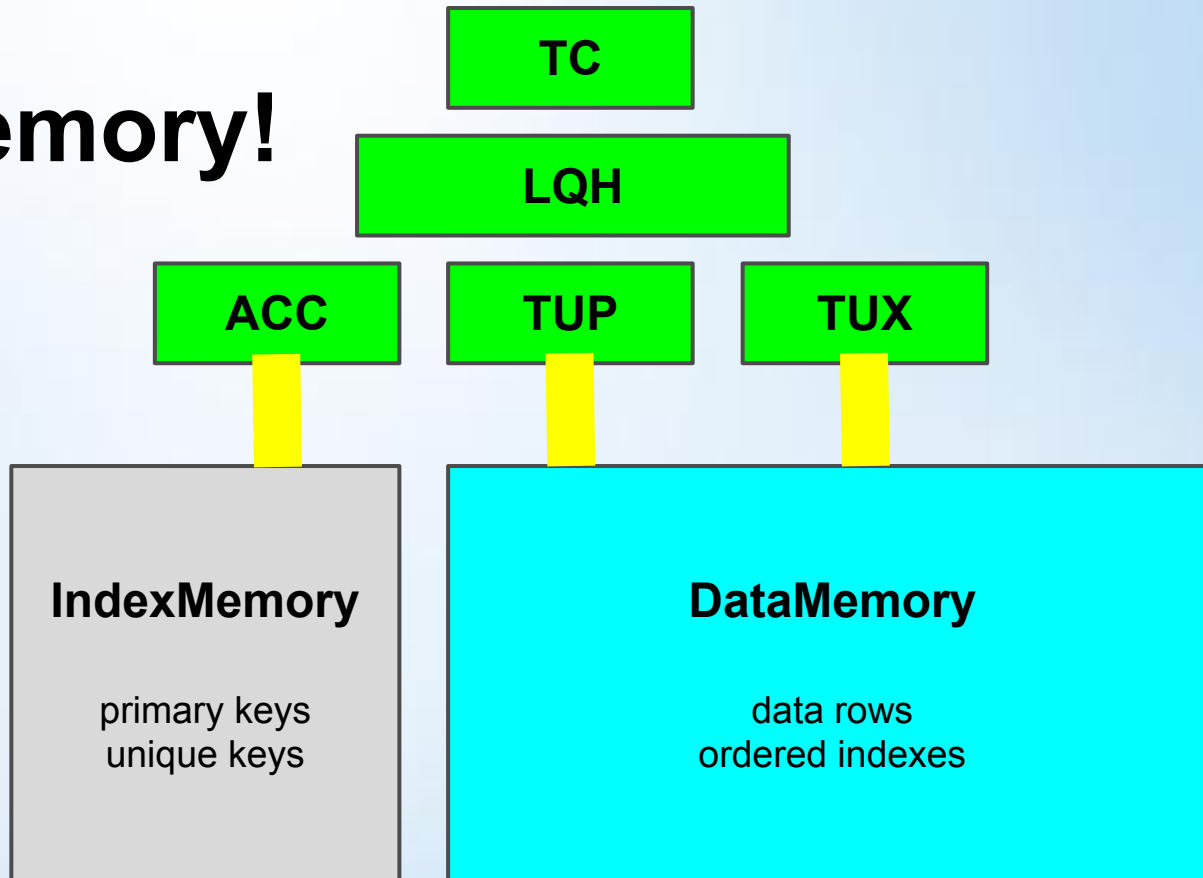 TC
emory!
LQH
ACC
TUP
TUX
IndexMemory
primary keys
unique keys
DataMemory
data rows
ordered indexes